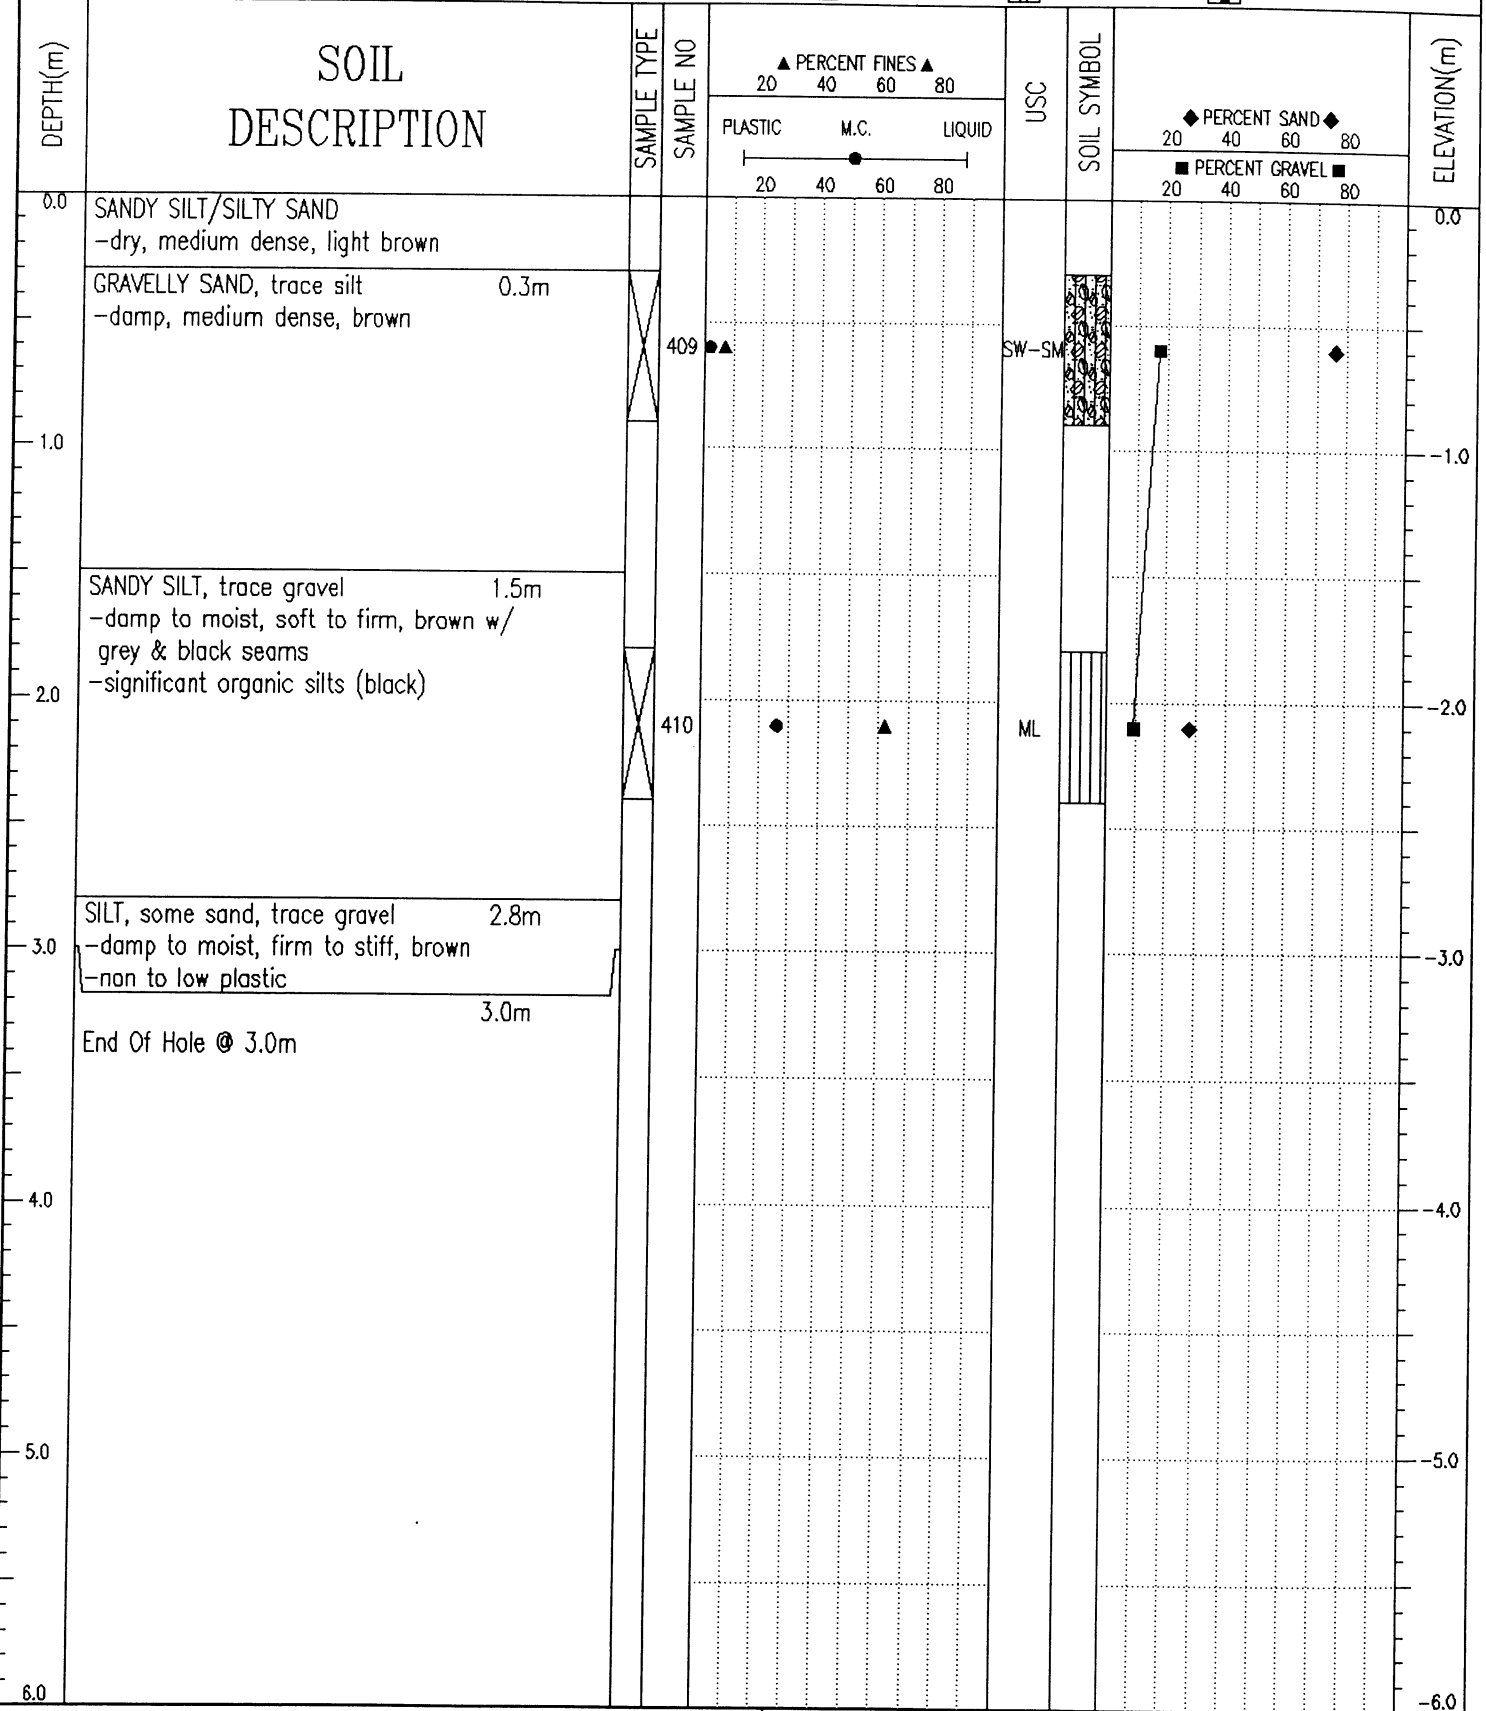 DEPTH(m)
SOIL
DESCRIPTION
SAMPLE TYPE
SAMPLE NO
▲ PERCENT FINES ▲
20 40 60 80
PLASTIC M.C. LIQUID
20 40 60 80
USC
SOIL SYMBOL
◆ PERCENT SAND ◆
20 40 60 80
■ PERCENT GRAVEL ■
20 40 60 80
ELEVATION(m)
0.0
SANDY SILT/SILTY SAND
-dry, medium dense, light brown
0.0
GRAVELLY SAND, trace silt 0.3m
-damp, medium dense, brown
409
SW-SM
1.0
-1.0
SANDY SILT, trace gravel 1.5m
-damp to moist, soft to firm, brown w/
grey & black seams
-significant organic silts (black)
2.0
-2.0
410
ML
SILT, some sand, trace gravel 2.8m
-damp to moist, firm to stiff, brown
-non to low plastic
3.0
-3.0
3.0m
End Of Hole @ 3.0m
4.0
-4.0
5.0
-5.0
6.0
-6.0